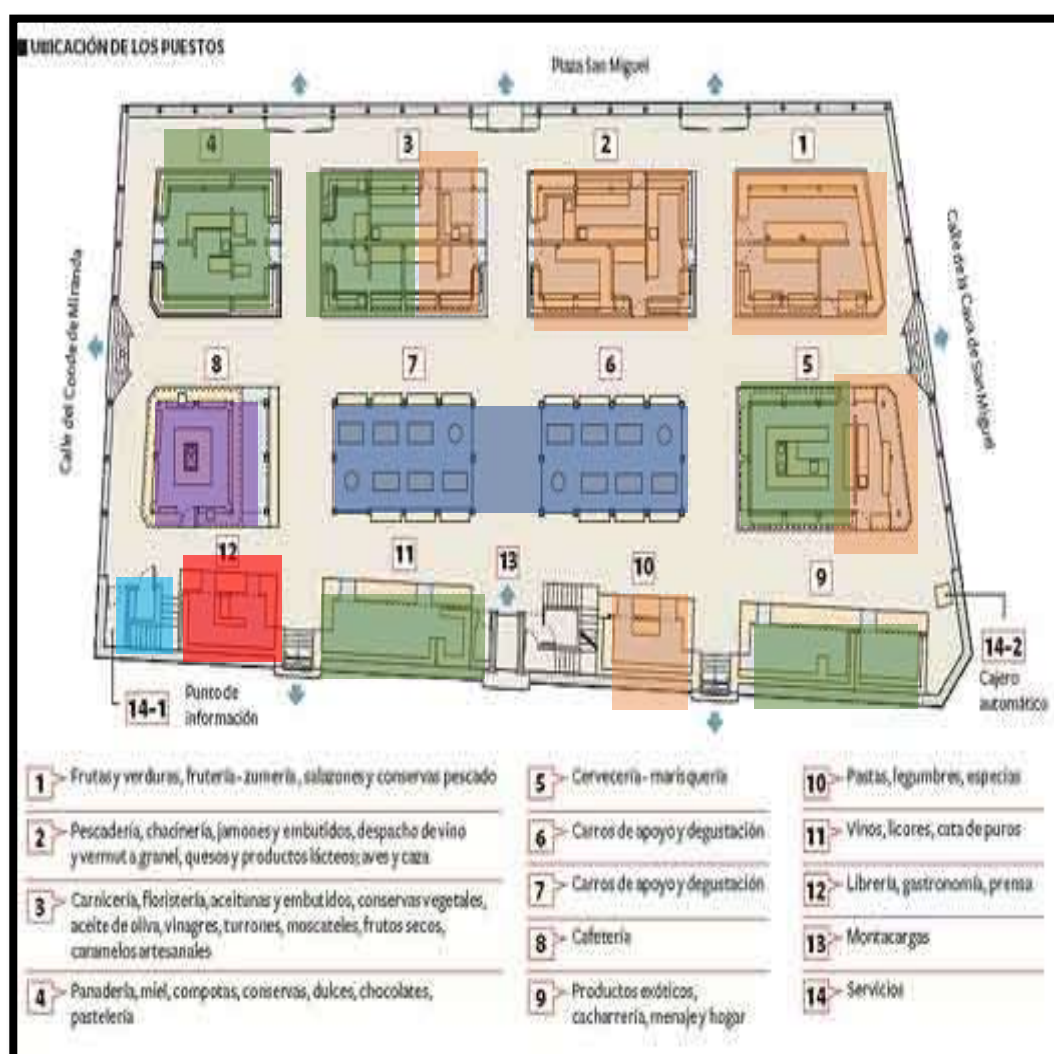 UBICACIÓN DE LOS PUESTOS
Plaza San Miguel
4
3
2
1
Calle del Conde de Miranda
Calle de la Cava de San Miguel
8
7
6
5
12
11
13
10
9
14-1
Punto de
información
14-2
Cajero
automático
1 Frutas y verduras, frutería - zumería, salazones y conservas pescado
2 Pescadería, chacinería, jamones y embutidos, despacho de vino
y vermut a granel, quesos y productos lácteos; aves y caza
3 Carnicería, floristería, aceitunas y embutidos, conservas vegetales,
aceite de oliva, vinagres, turrones, moscateles, frutos secos,
caramelos artesanales
4 Panadería, miel, compotas, conservas, dulces, chocolates,
pastelería
5 Cervecería - marisquería
6 Carros de apoyo y degustación
7 Carros de apoyo y degustación
8 Cafetería
9 Productos exóticos,
cacharrería, menaje y hogar
10 Pastas, legumbres, especias
11 Vinos, licores, cata de puros
12 Librería, gastronomía, prensa
13 Montacargas
14 Servicios